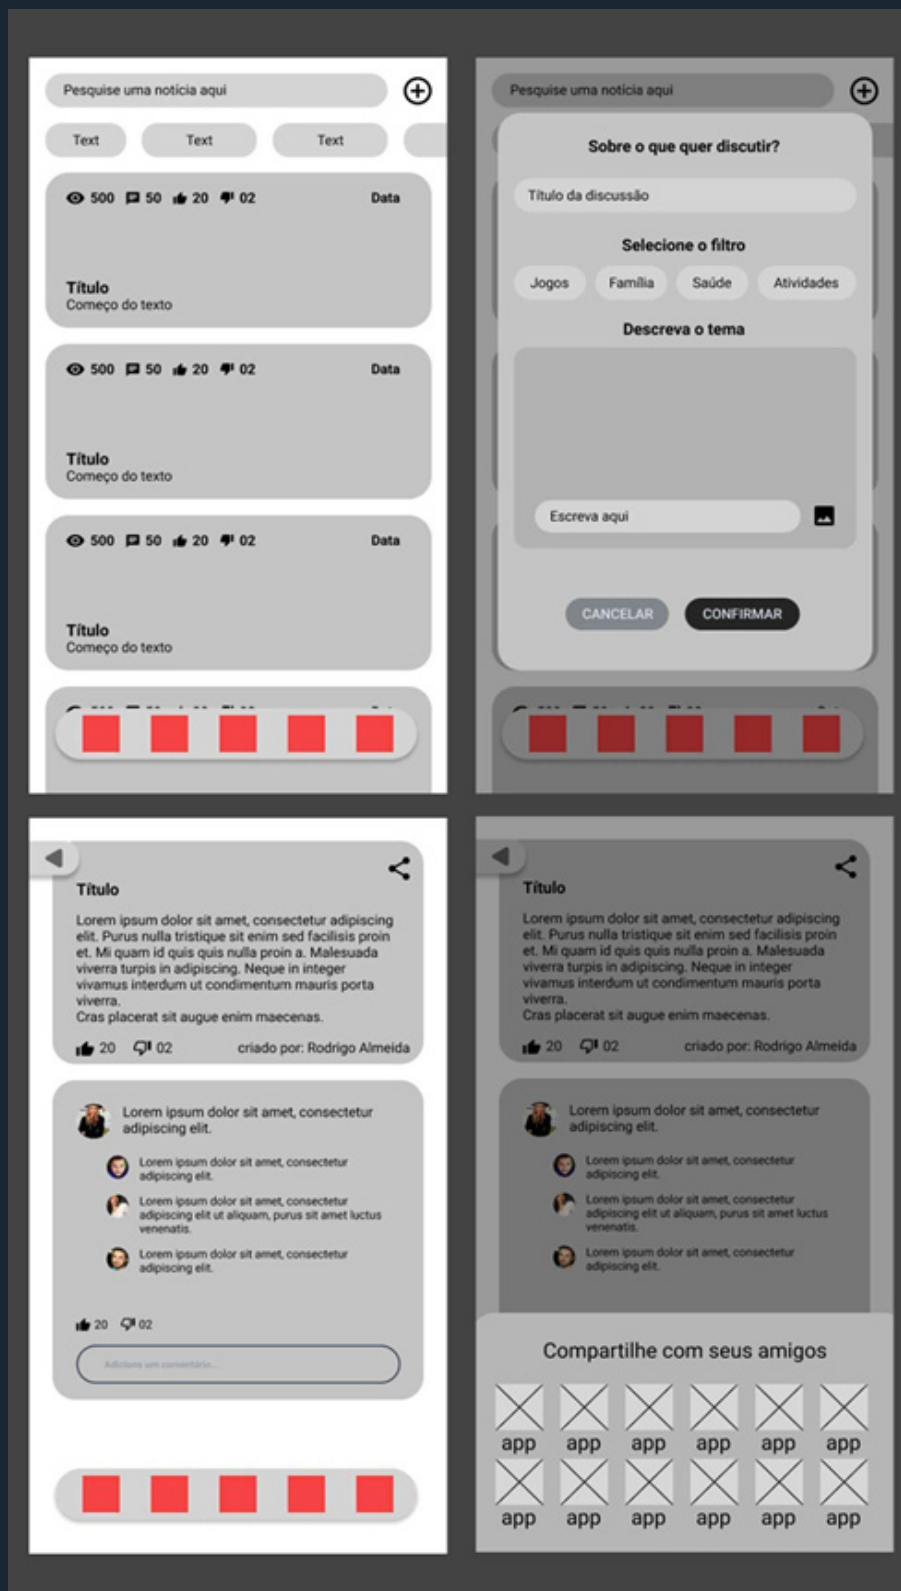 Pesquise uma notícia aqui
Text Text Text
500 50 20 02 Data
Título
Começo do texto
500 50 20 02 Data
Título
Começo do texto
500 50 20 02 Data
Título
Começo do texto
Pesquise uma notícia aqui
Sobre o que quer discutir?
Título da discussão
Selecione o filtro
Jogos Família Saúde Atividades
Descreva o tema
Escreva aqui
CANCELAR CONFIRMAR
Título
Lorem ipsum dolor sit amet, consectetur adipiscing
elit. Purus nulla tristique sit enim sed facilisis proin
et. Mi quam id quis quis nulla proin a. Malesuada
viverra turpis in adipiscing. Neque in integer
vivamus interdum ut condimentum mauris porta
viverra.
Cras placerat sit augue enim maecenas.
20 02 criado por: Rodrigo Almeida
Lorem ipsum dolor sit amet, consectetur
adipiscing elit.
Lorem ipsum dolor sit amet, consectetur
adipiscing elit.
Lorem ipsum dolor sit amet, consectetur
adipiscing elit ut aliquam, purus sit amet luctus
venenatis.
Lorem ipsum dolor sit amet, consectetur
adipiscing elit.
20 02
Adicione um comentário...
Título
Lorem ipsum dolor sit amet, consectetur adipiscing
elit. Purus nulla tristique sit enim sed facilisis proin
et. Mi quam id quis quis nulla proin a. Malesuada
viverra turpis in adipiscing. Neque in integer
vivamus interdum ut condimentum mauris porta
viverra.
Cras placerat sit augue enim maecenas.
20 02 criado por: Rodrigo Almeida
Lorem ipsum dolor sit amet, consectetur
adipiscing elit.
Lorem ipsum dolor sit amet, consectetur
adipiscing elit.
Lorem ipsum dolor sit amet, consectetur
adipiscing elit ut aliquam, purus sit amet luctus
venenatis.
Lorem ipsum dolor sit amet, consectetur
adipiscing elit.
Compartilhe com seus amigos
app app app app app app
app app app app app app